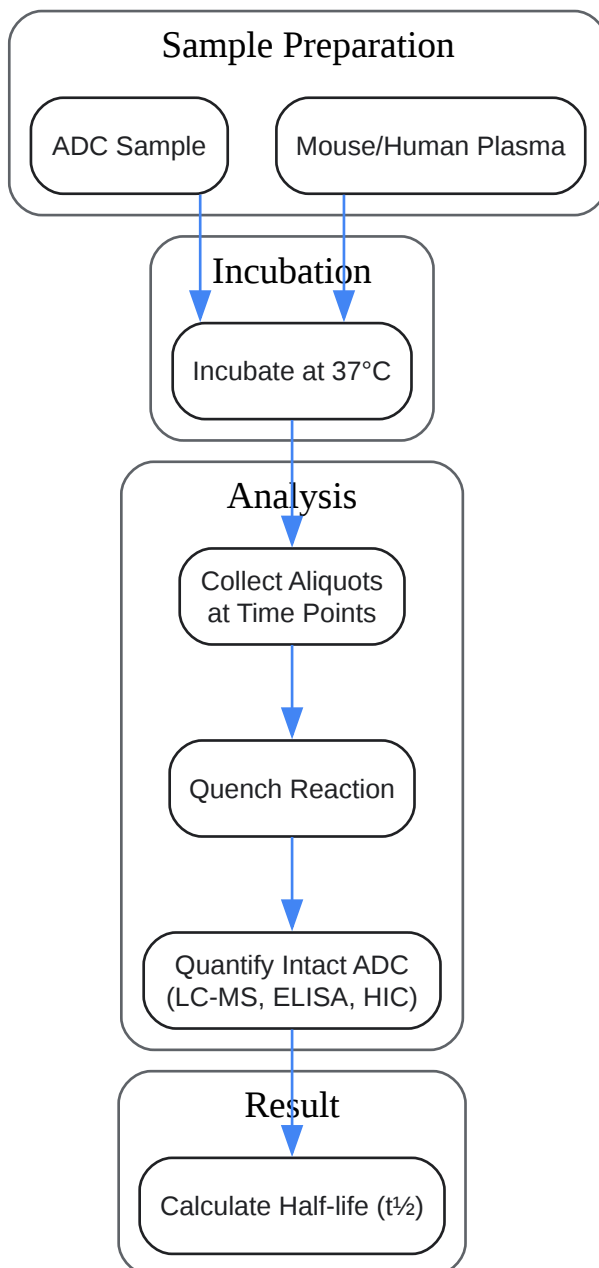 Sample Preparation
ADC Sample
Mouse/Human Plasma
Incubation
Incubate at 37°C
Analysis
Collect Aliquots
at Time Points
Quench Reaction
Quantify Intact ADC
(LC-MS, ELISA, HIC)
Result
Calculate Half-life (t½)